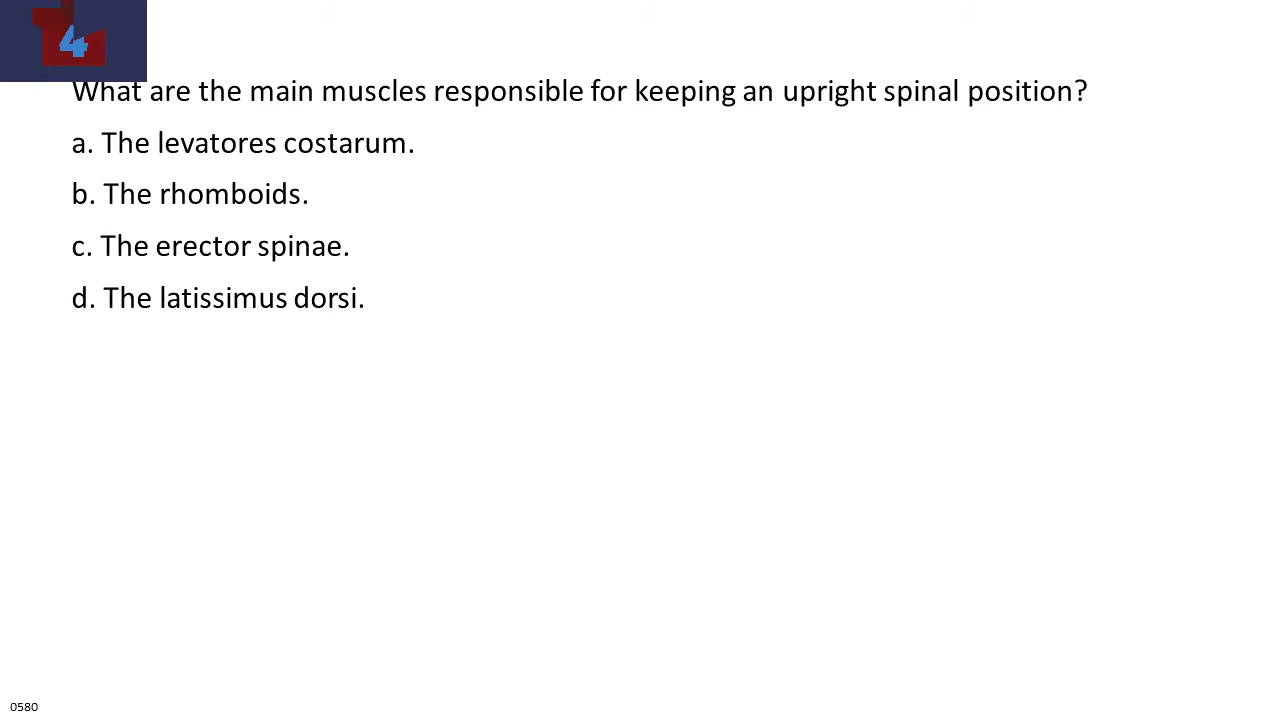 4
What are the main muscles responsible for keeping an upright spinal position?
a. The levatores costarum.
b. The rhomboids.
c. The erector spinae.
d. The latissimus dorsi.
0580